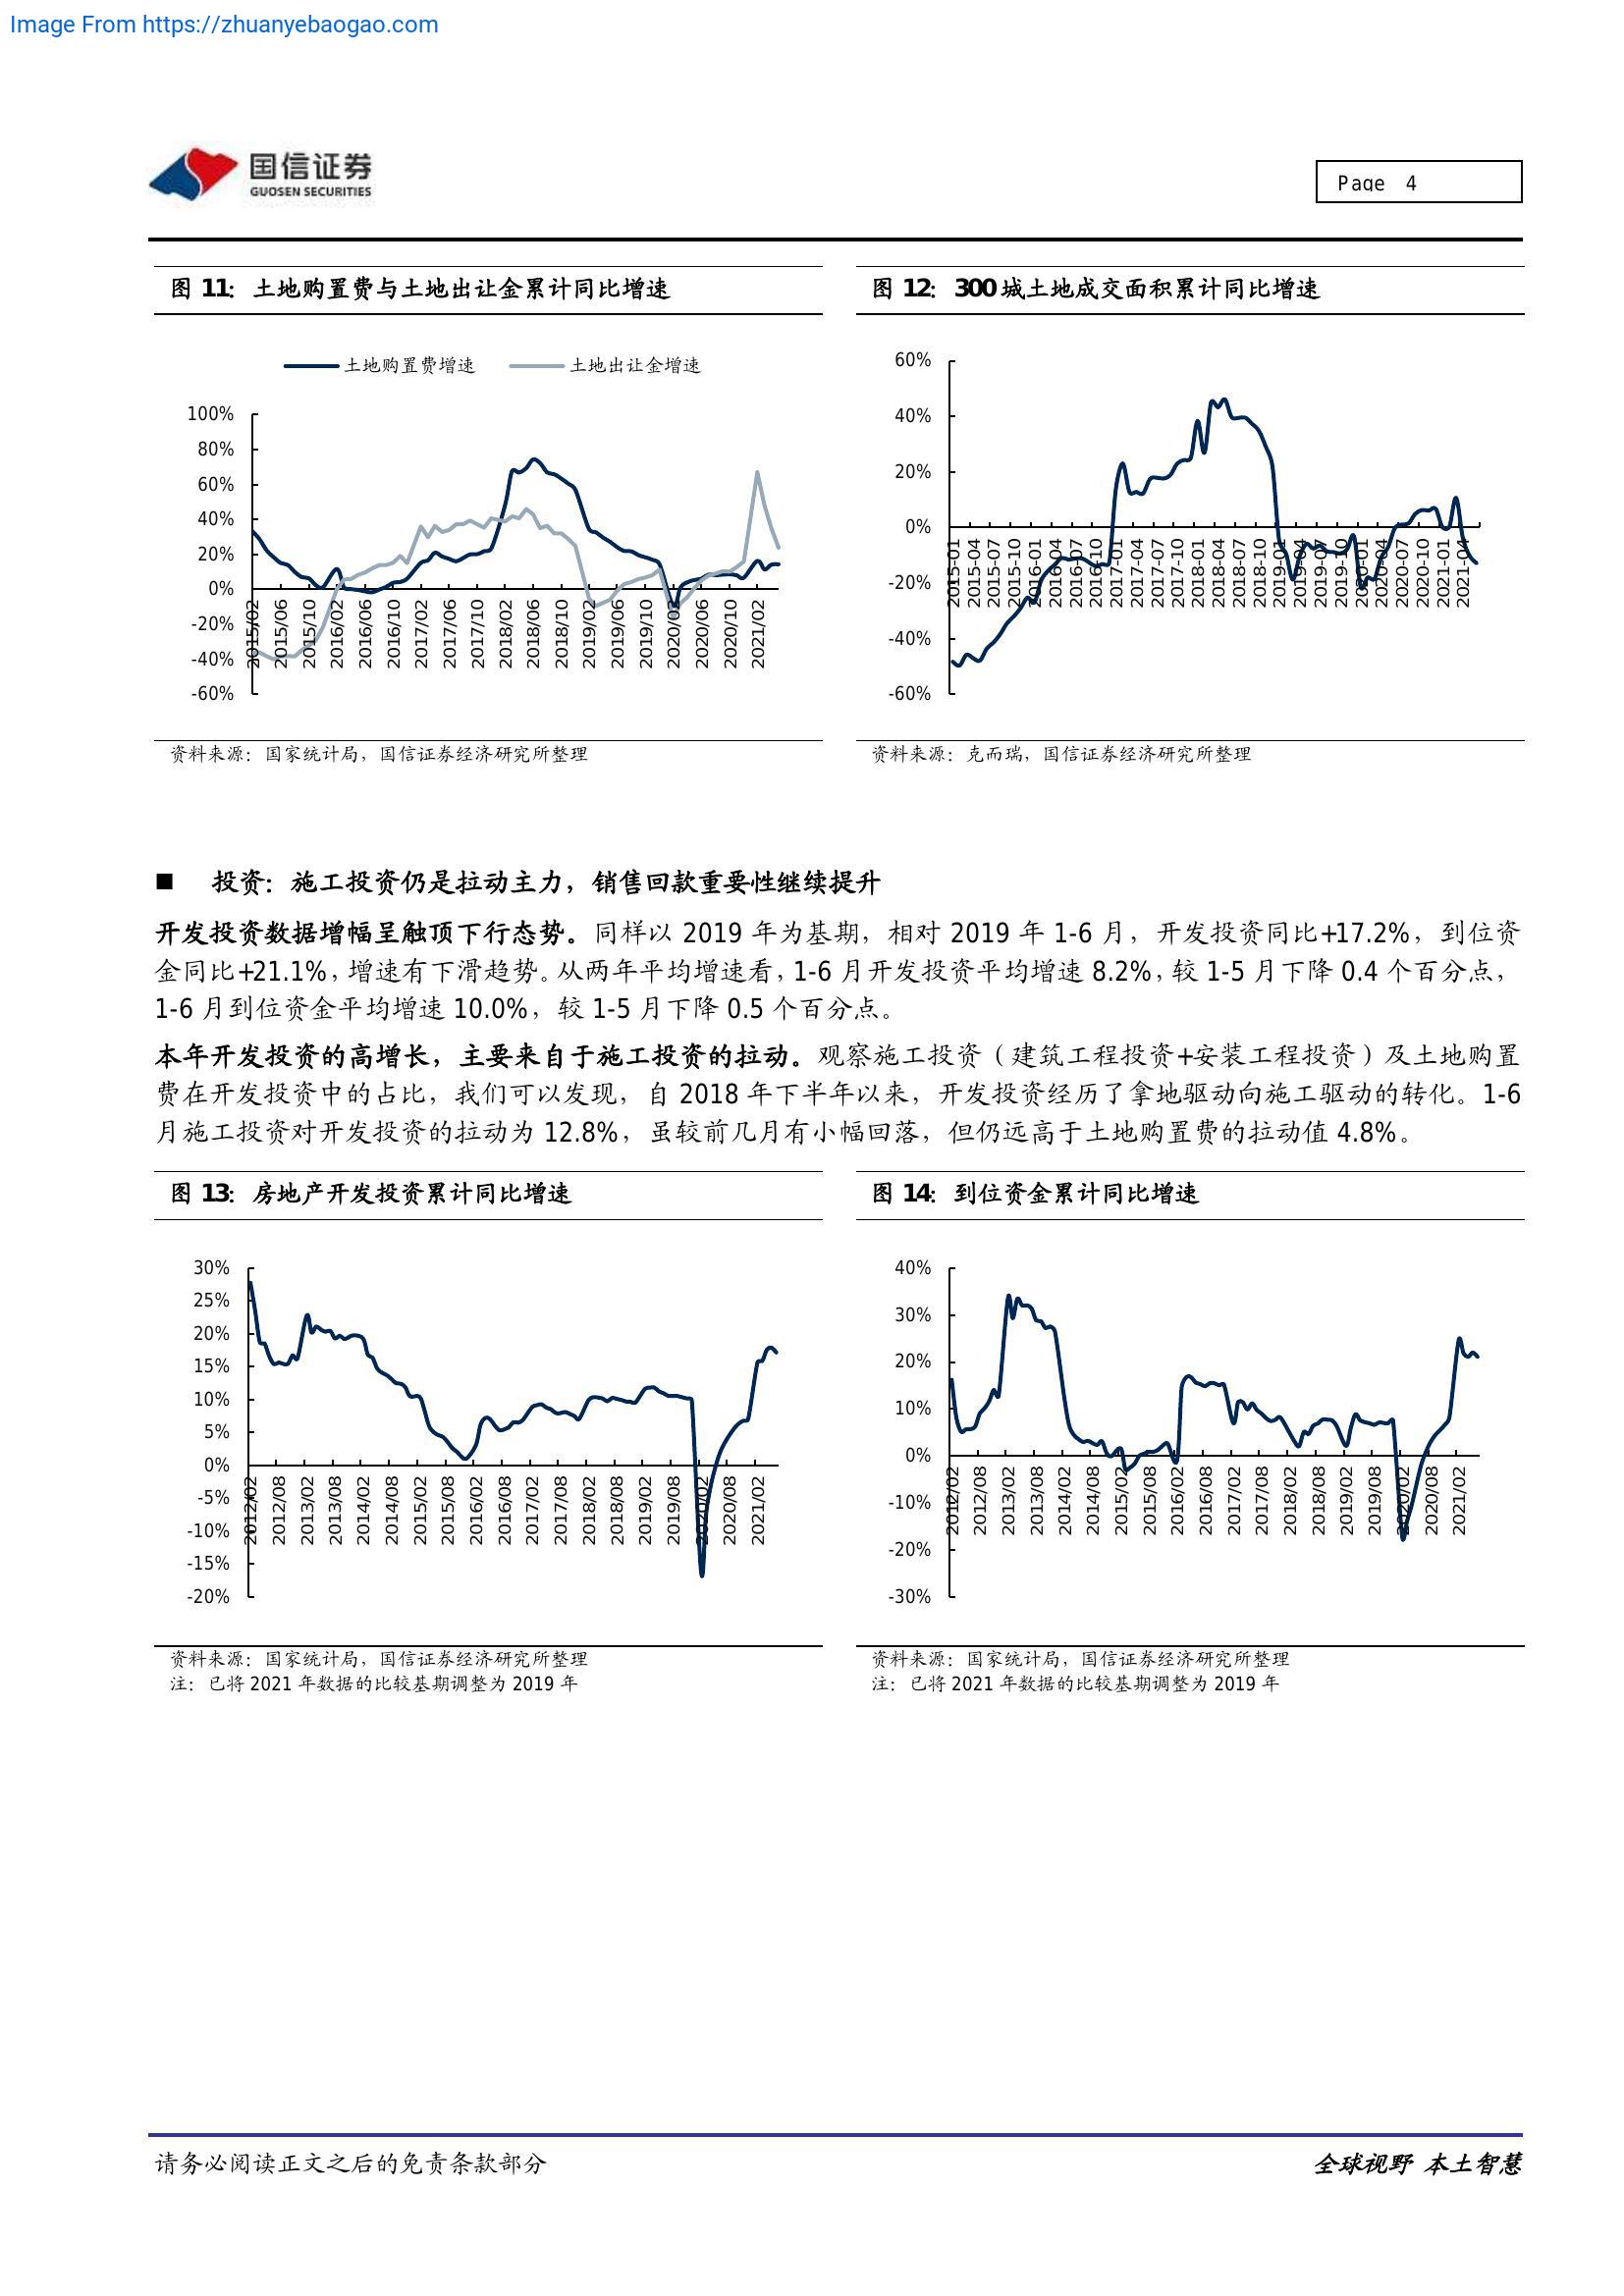 Image From https://zhuanyebaogao.com
国信证券
GUOSEN SECURITIES
Page 4
图 11：土地购置费与土地出让金累计同比增速
土地购置费增速 土地出让金增速
100%
80%
60%
40%
20%
0%
-20%
-40%
-60%
2015/02 2015/06 2015/10 2016/02 2016/06 2016/10 2017/02 2017/06 2017/10 2018/02 2018/06 2018/10 2019/02 2019/06 2019/10 2020/02 2020/06 2020/10 2021/02
资料来源：国家统计局，国信证券经济研究所整理
图 12：300 城土地成交面积累计同比增速
60%
40%
20%
0%
-20%
-40%
-60%
2015-01 2015-04 2015-07 2015-10 2016-01 2016-04 2016-07 2016-10 2017-01 2017-04 2017-07 2017-10 2018-01 2018-04 2018-07 2018-10 2019-01 2019-04 2019-07 2019-10 2020-01 2020-04 2020-07 2020-10 2021-01 2021-04
资料来源：克而瑞，国信证券经济研究所整理
■ 投资：施工投资仍是拉动主力，销售回款重要性继续提升
开发投资数据增幅呈触顶下行态势。同样以 2019 年为基期，相对 2019 年 1-6 月，开发投资同比+17.2%，到位资
金同比+21.1%，增速有下滑趋势。从两年平均增速看，1-6 月开发投资平均增速 8.2%，较 1-5 月下降 0.4 个百分点，
1-6 月到位资金平均增速 10.0%，较 1-5 月下降 0.5 个百分点。
本年开发投资的高增长，主要来自于施工投资的拉动。观察施工投资（建筑工程投资+安装工程投资）及土地购置
费在开发投资中的占比，我们可以发现，自 2018 年下半年以来，开发投资经历了拿地驱动向施工驱动的转化。1-6
月施工投资对开发投资的拉动为 12.8%，虽较前几月有小幅回落，但仍远高于土地购置费的拉动值 4.8%。
图 13：房地产开发投资累计同比增速
30%
25%
20%
15%
10%
5%
0%
-5%
-10%
-15%
-20%
2012/02 2012/08 2013/02 2013/08 2014/02 2014/08 2015/02 2015/08 2016/02 2016/08 2017/02 2017/08 2018/02 2018/08 2019/02 2019/08 2020/02 2020/08 2021/02
资料来源：国家统计局，国信证券经济研究所整理
注：已将 2021 年数据的比较基期调整为 2019 年
图 14：到位资金累计同比增速
40%
30%
20%
10%
0%
-10%
-20%
-30%
2012/02 2012/08 2013/02 2013/08 2014/02 2014/08 2015/02 2015/08 2016/02 2016/08 2017/02 2017/08 2018/02 2018/08 2019/02 2019/08 2020/02 2020/08 2021/02
资料来源：国家统计局，国信证券经济研究所整理
注：已将 2021 年数据的比较基期调整为 2019 年
请务必阅读正文之后的免责条款部分
全球视野 本土智慧